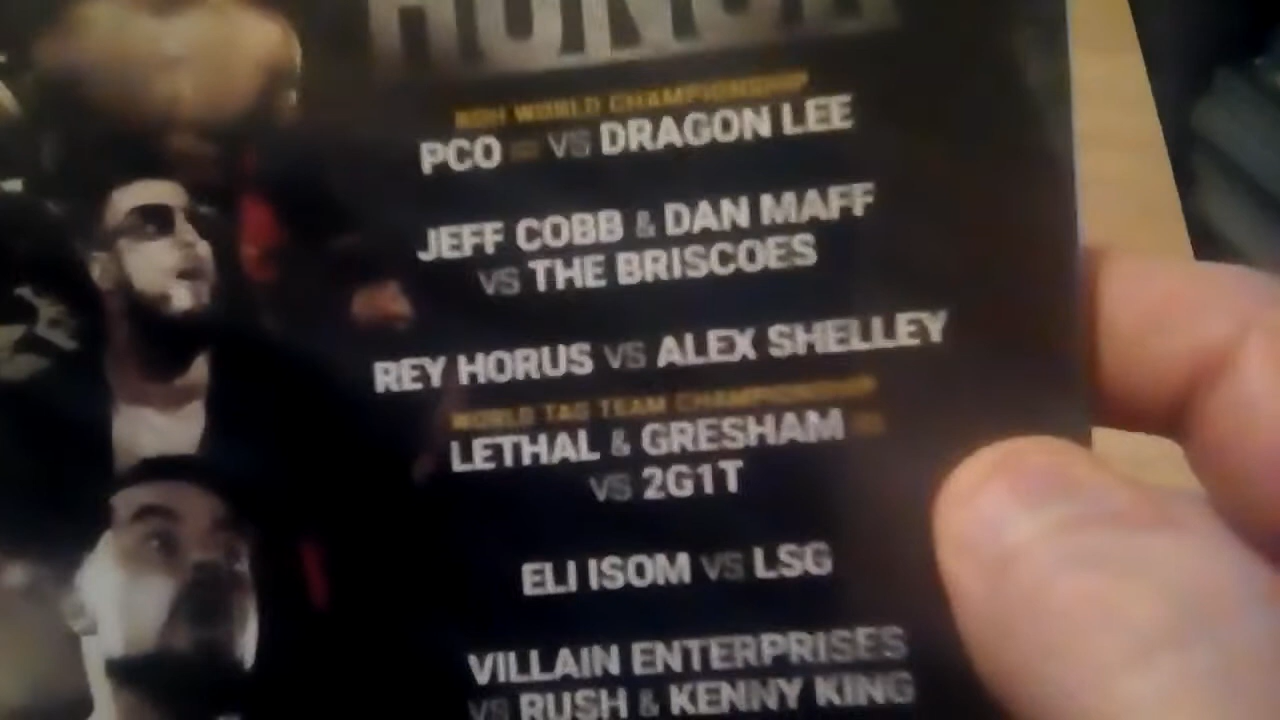 HONOR
ROH WORLD CHAMPIONSHIP
PCO VS DRAGON LEE
JEFF COBB & DAN MAFF
VS THE BRISCOES
REY HORUS VS ALEX SHELLEY
WORLD TAG TEAM CHAMPIONSHIP
LETHAL & GRESHAM
VS 2G1T
ELI ISOM VS LSG
VILLAIN ENTERPRISES
VS RUSH & KENNY KING